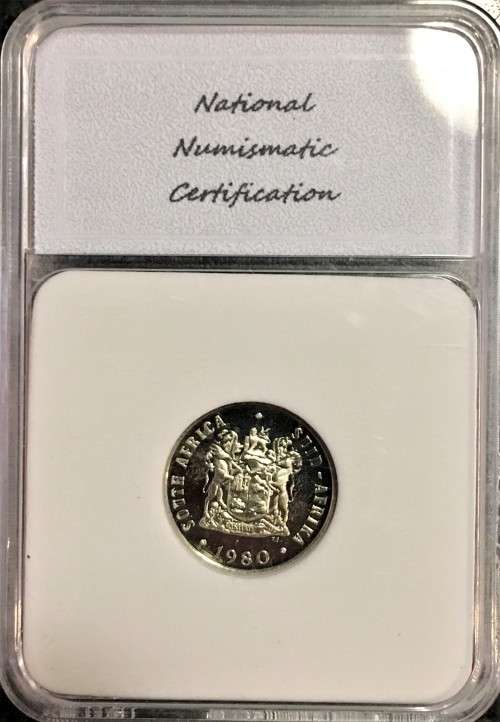 National
Numismatic
Certification
SOUTH AFRICA SUID-AFRIKA
1980